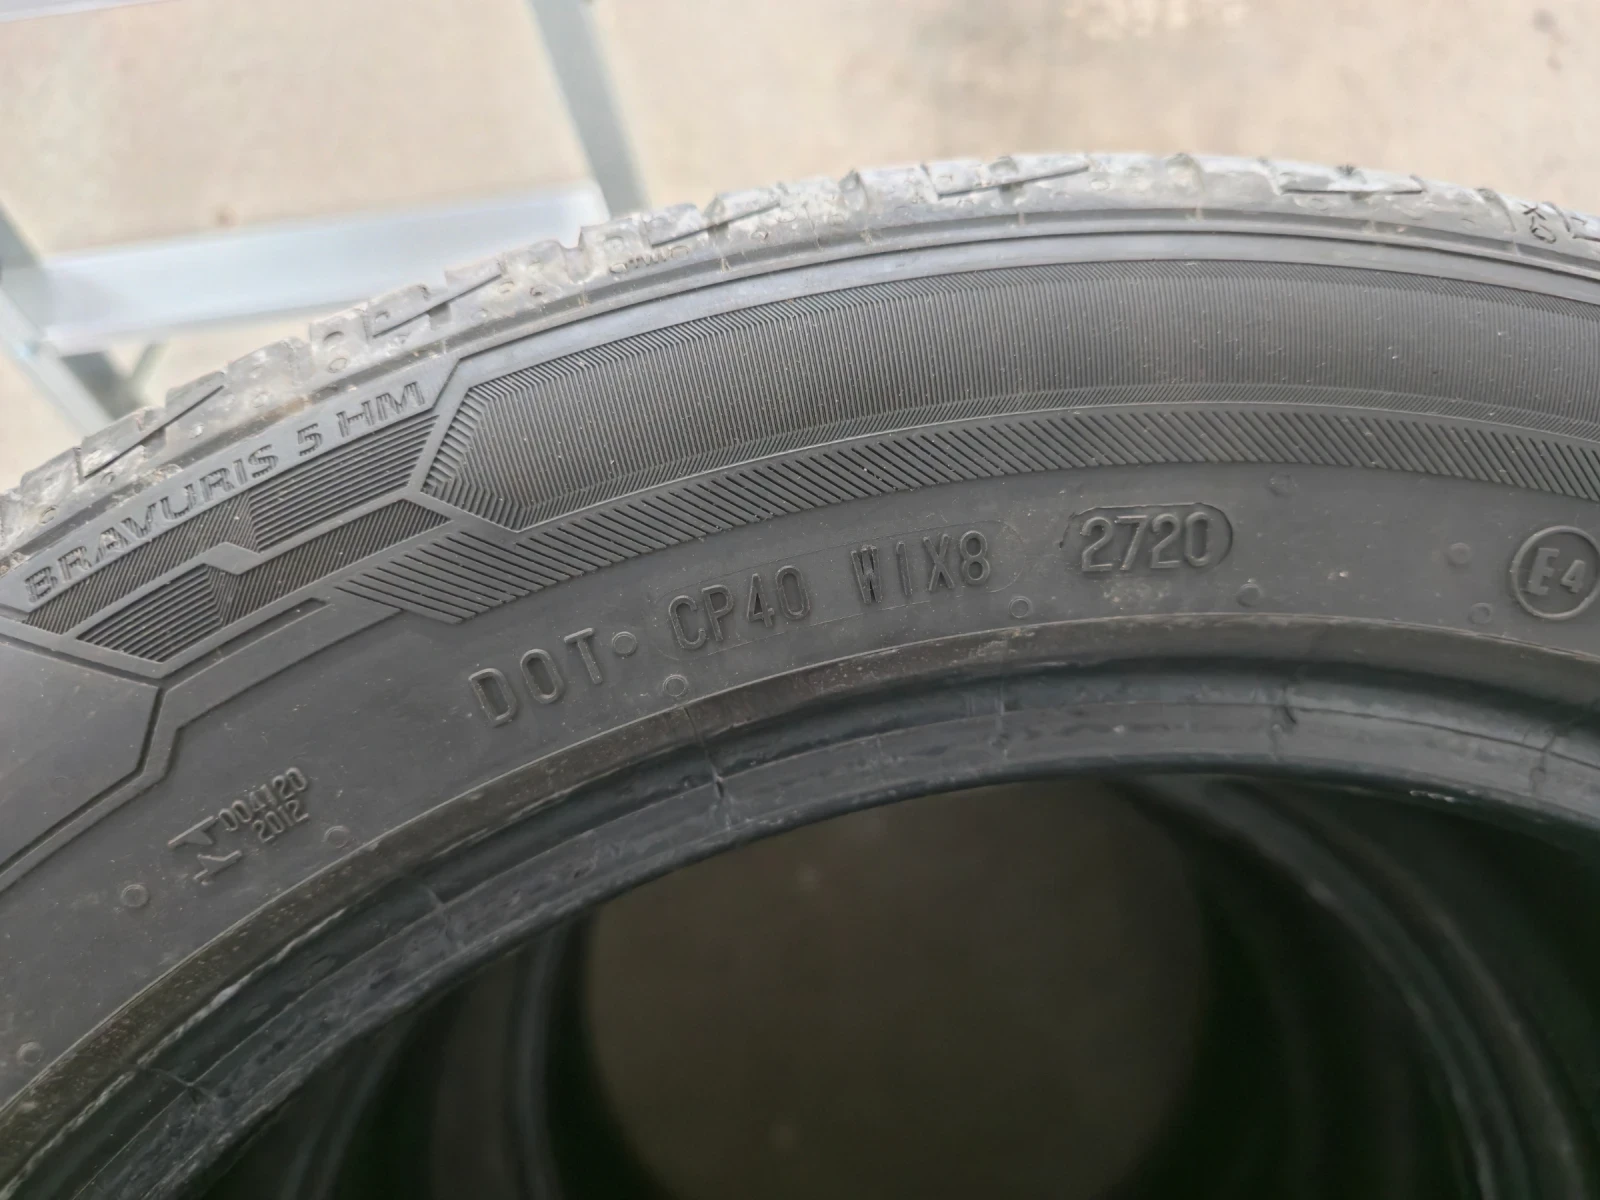 BRAVURIS 5 HM
DOT CP40 W1X8 2720
E4
004120
2012